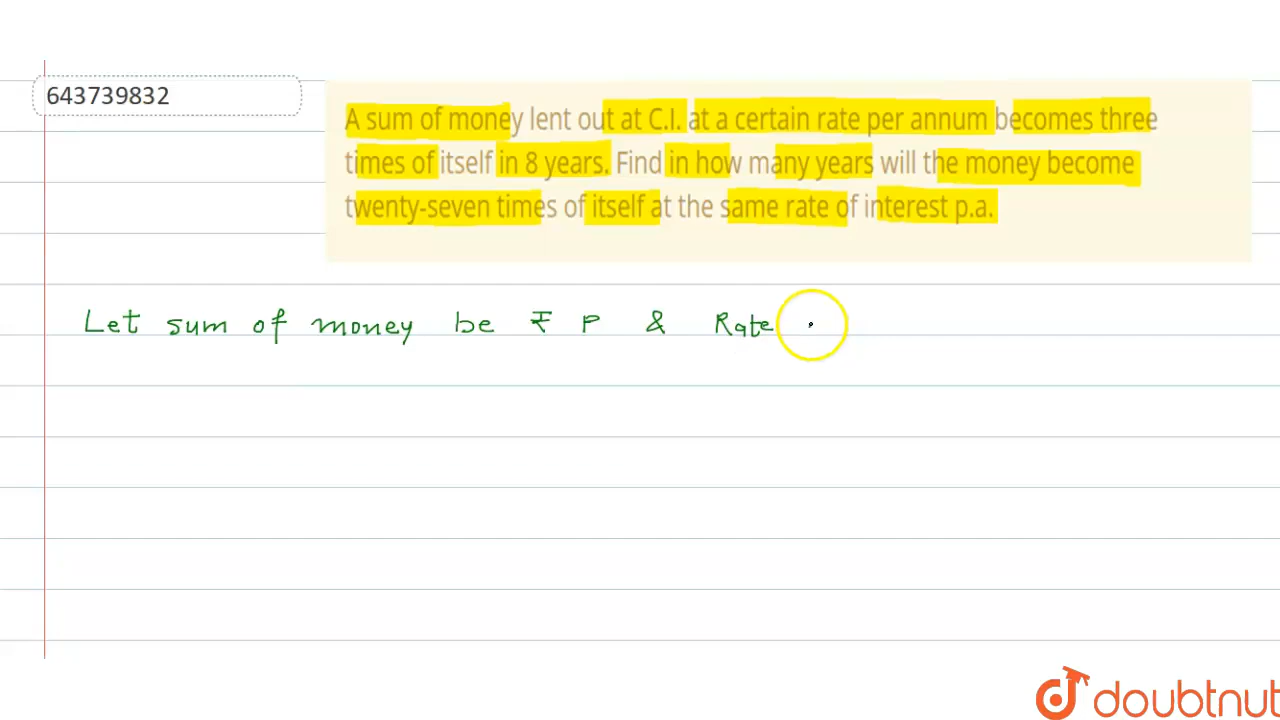 643739832
A sum of money lent out at C.I. at a certain rate per annum becomes three
times of itself in 8 years. Find in how many years will the money become
twenty-seven times of itself at the same rate of interest p.a.
Let sum of money be ₹ P & Rate
doubtnut